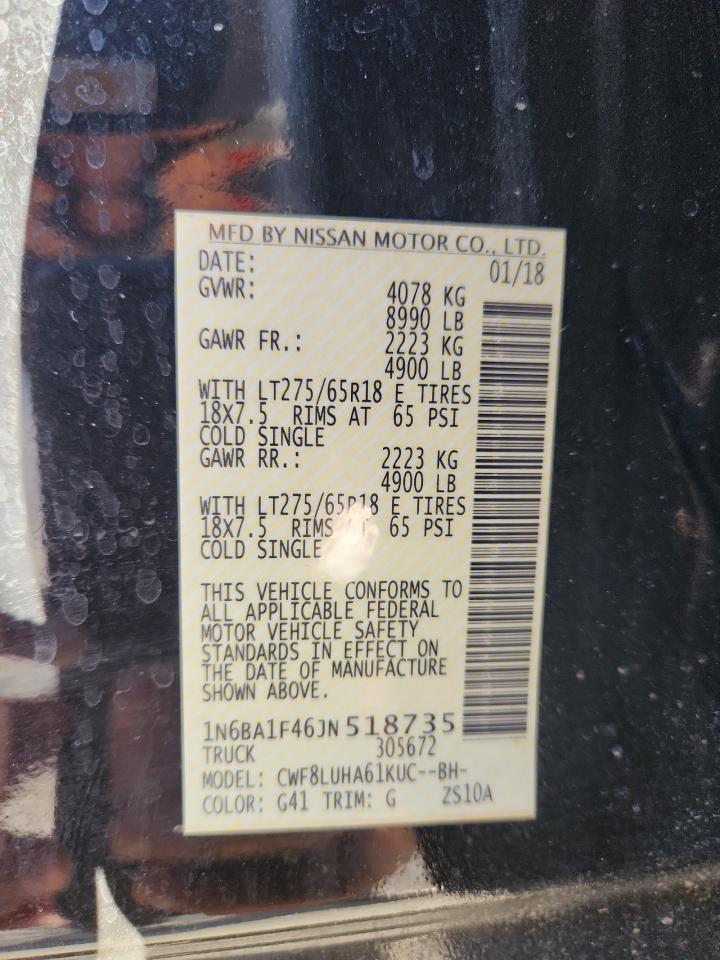 MFD BY NISSAN MOTOR CO., LTD.
DATE: 01/18
GVWR: 4078 KG
8990 LB
GAWR FR.: 2223 KG
4900 LB
WITH LT275/65R18 E TIRES
18X7.5 RIMS AT 65 PSI
COLD SINGLE
GAWR RR.: 2223 KG
4900 LB
WITH LT275/65R18 E TIRES
18X7.5 RIMS 65 PSI
COLD SINGLE
THIS VEHICLE CONFORMS TO
ALL APPLICABLE FEDERAL
MOTOR VEHICLE SAFETY
STANDARDS IN EFFECT ON
THE DATE OF MANUFACTURE
SHOWN ABOVE.
1N6BA1F46JN518735
TRUCK 305672
MODEL: CWF8LUHA61KUC--BH-
COLOR: G41 TRIM: G ZS10A